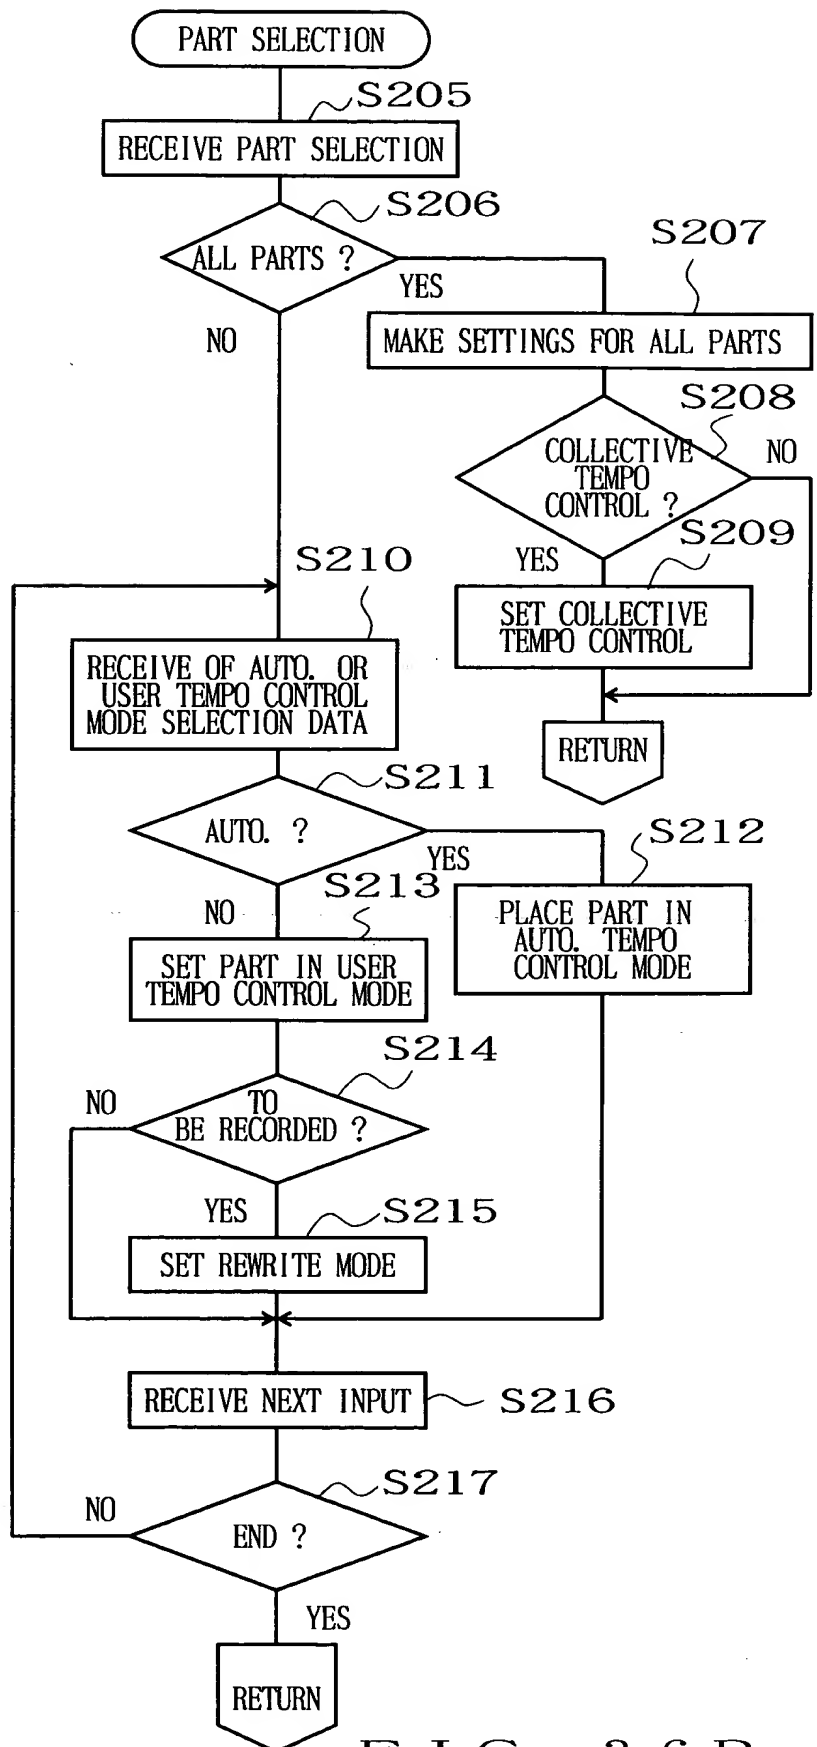 PART SELECTION
S205
RECEIVE PART SELECTION
S206
ALL PARTS ?
YES
NO
S207
MAKE SETTINGS FOR ALL PARTS
S208
COLLECTIVE
TEMPO
CONTROL ?
NO
YES
S209
SET COLLECTIVE
TEMPO CONTROL
RETURN
S210
RECEIVE OF AUTO. OR
USER TEMPO CONTROL
MODE SELECTION DATA
S211
AUTO. ?
YES
NO
S212
PLACE PART IN
AUTO. TEMPO
CONTROL MODE
S213
SET PART IN USER
TEMPO CONTROL MODE
S214
TO
BE RECORDED ?
NO
YES
S215
SET REWRITE MODE
RECEIVE NEXT INPUT
S216
S217
END ?
NO
YES
RETURN